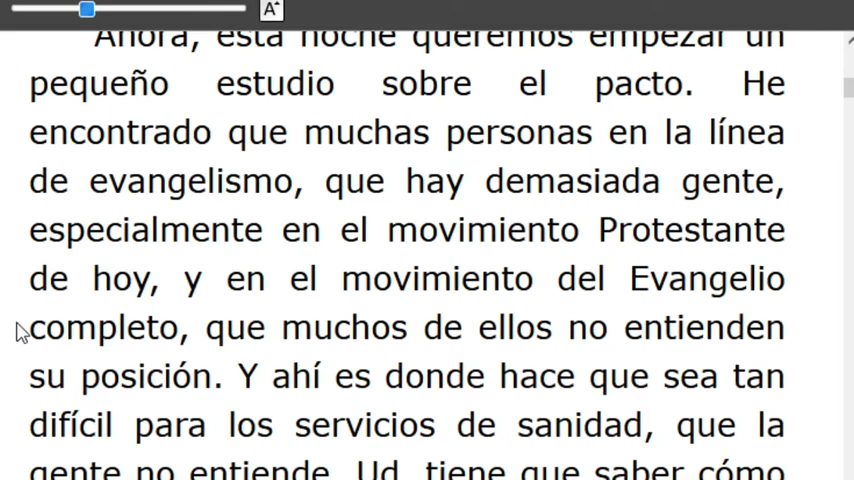 A
Ahora, esta noche queremos empezar un
pequeño estudio sobre el pacto. He
encontrado que muchas personas en la línea
de evangelismo, que hay demasiada gente,
especialmente en el movimiento Protestante
de hoy, y en el movimiento del Evangelio
completo, que muchos de ellos no entienden
su posición. Y ahí es donde hace que sea tan
difícil para los servicios de sanidad, que la
gente no entiende. Ud. tiene que saber cómo